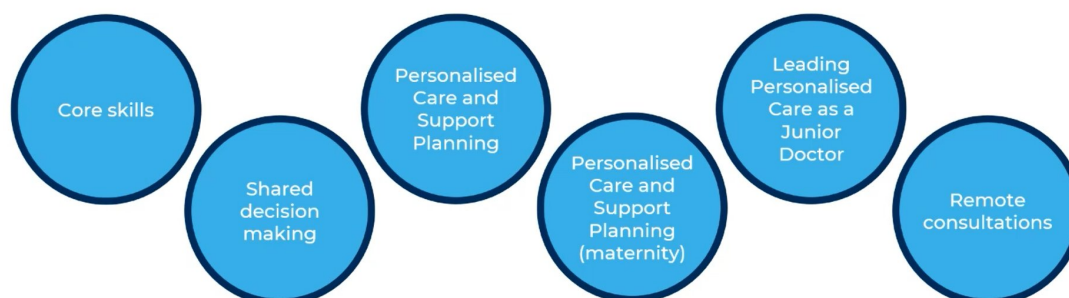 Core skills
Shared
decision
making
Personalised
Care and
Support
Planning
Personalised
Care and
Support
Planning
(maternity)
Leading
Personalised
Care as a
Junior
Doctor
Remote
consultations